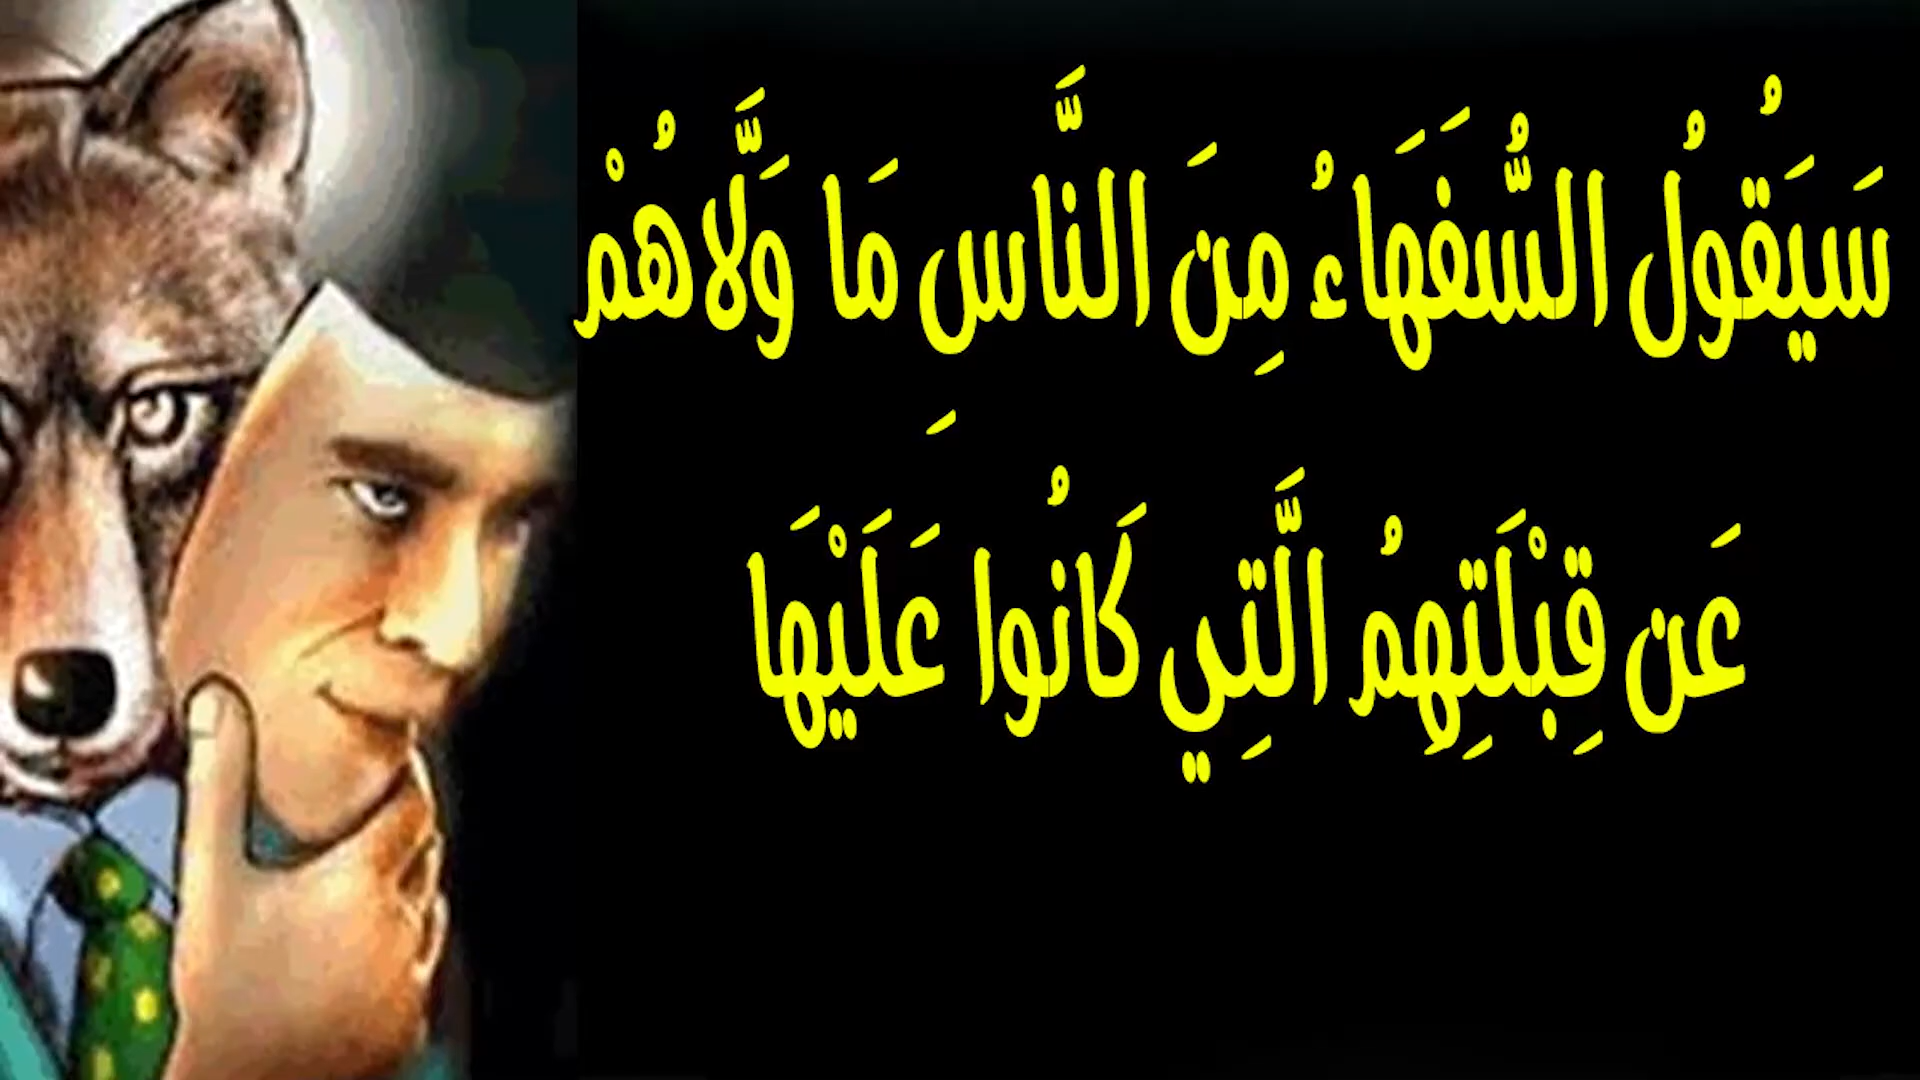 سَيَقُولُ السُّفَهَاءُ مِنَ النَّاسِ مَا وَلَّاهُمْ
عَن قِبْلَتِهِمُ الَّتِي كَانُوا عَلَيْهَا